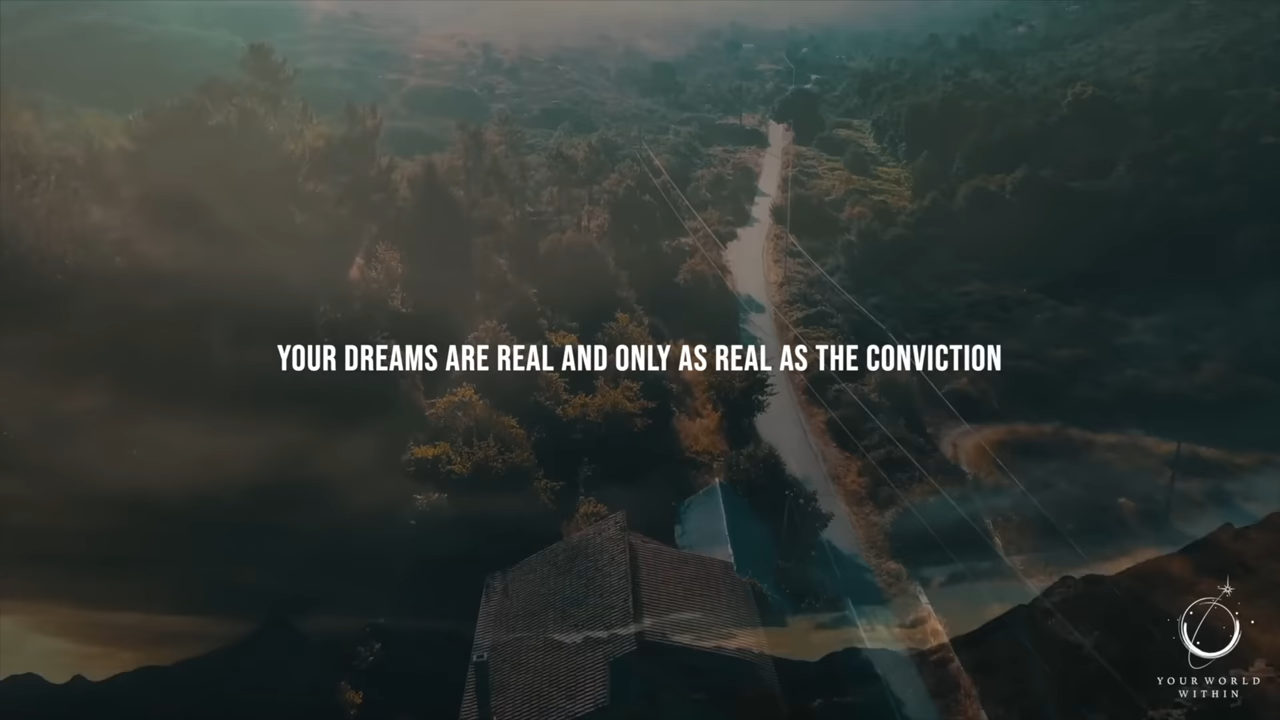 YOUR DREAMS ARE REAL AND ONLY AS REAL AS THE CONVICTION
YOUR WORLD
WITHIN